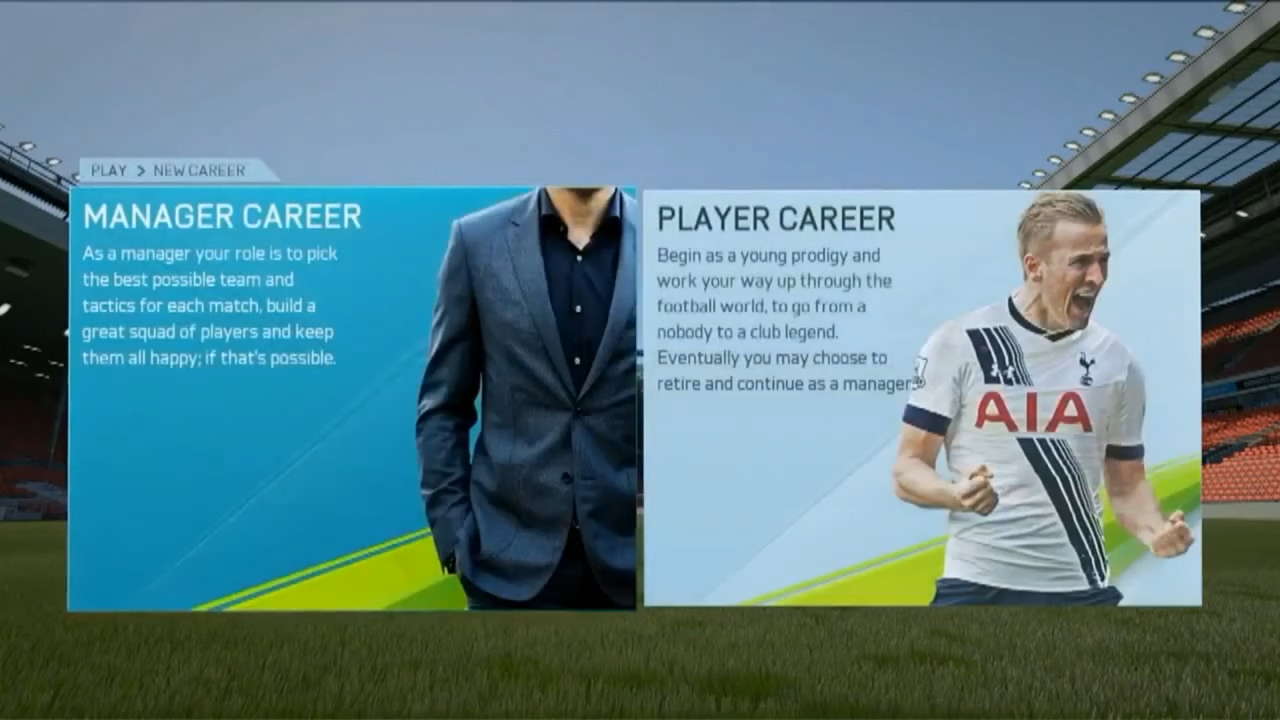 PLAY > NEW CAREER
MANAGER CAREER
As a manager your role is to pick
the best possible team and
tactics for each match, build a
great squad of players and keep
them all happy; if that's possible.
PLAYER CAREER
Begin as a young prodigy and
work your way up through the
football world, to go from a
nobody to a club legend.
Eventually you may choose to
retire and continue as a manager.
AIA